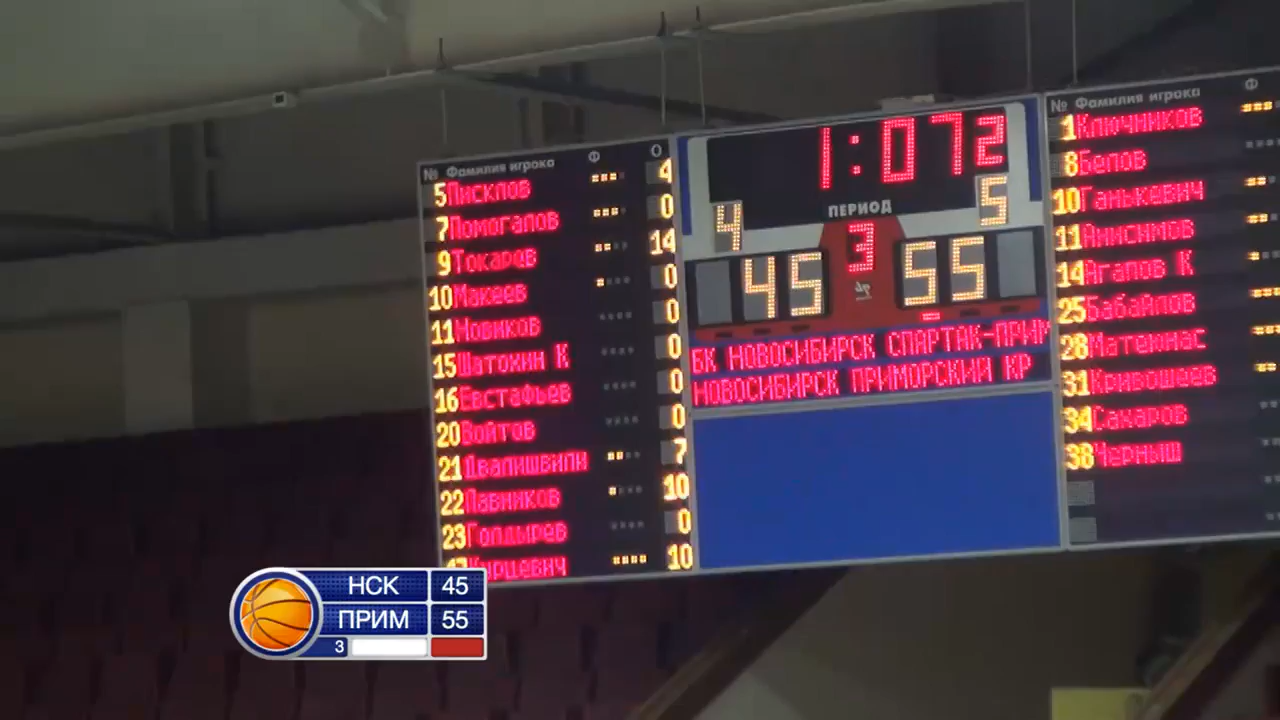 № Фамилия игрока Ф О
5 Писклов 4
7 Помогалов 0
9 Токарев 14
10 Макеев 0
11 Новиков 0
15 Шатохин К 0
16 Евстафьев 0
20 Войтов 0
21 Двалишвили 7
22 Лавников 10
23 Голдырев 0
Кирцевич 10
1:07 2
ПЕРИОД
4 3 5
45 55
БК НОВОСИБИРСК СПАРТАК-ПРИМ
НОВОСИБИРСК ПРИМОРСКИЙ КР
№ Фамилия игрока Ф
1 Ключников
8 Белов
10 Ганькевич
11 Анисимов
14 Агапов К
25 Бабайлов
28 Матеюнас
31 Кривошеев
34 Сахаров
38 Черныш
НСК 45
ПРИМ 55
3